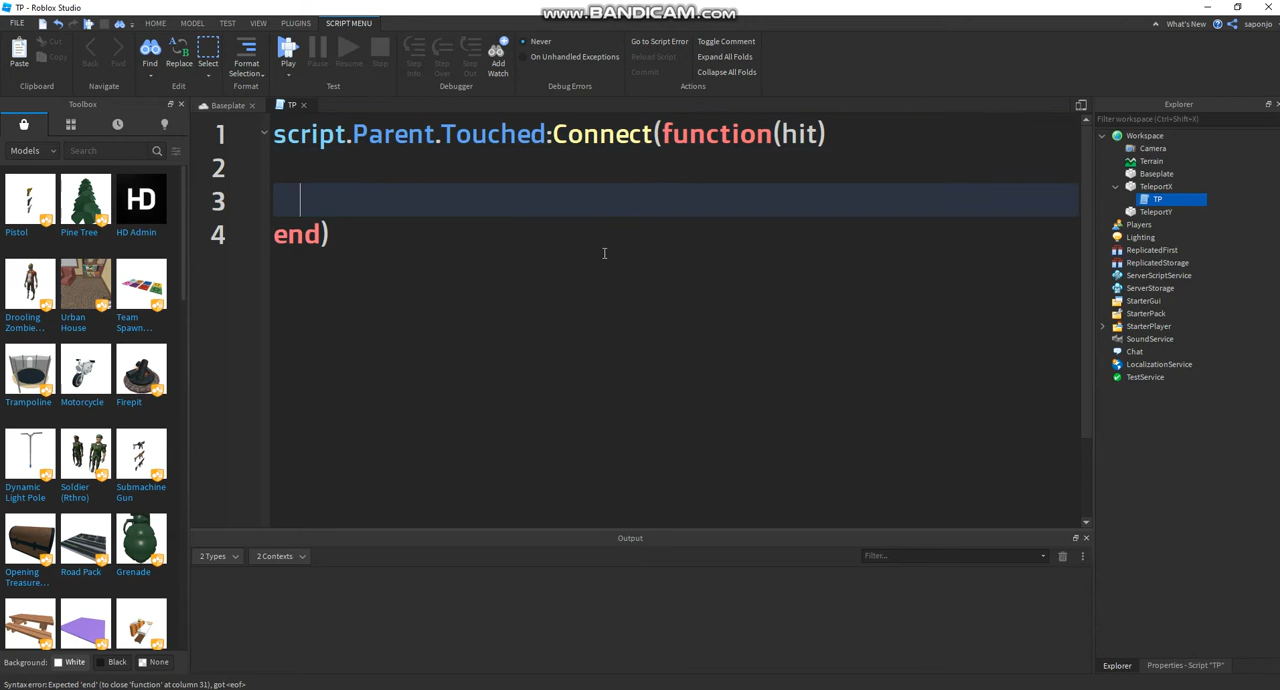 TP - Roblox Studio
www.BANDICAM.com
FILE HOME MODEL TEST VIEW PLUGINS SCRIPT MENU What's New saponjo
Paste Cut Copy Back Fwd Find Replace Select Format Selection... Play Pause Resume Stop Step Into Step Over Step Out Add Watch
Never Go to Script Error Toggle Comment
On Unhandled Exceptions Reload Script Expand All Folds
Commit Collapse All Folds
Clipboard Navigate Edit Format Test Debugger Debug Errors Actions
Toolbox
Models Search
Pistol Pine Tree HD Admin
Drooling Zombie... Urban House Team Spawn...
Trampoline Motorcycle Firepit
Dynamic Light Pole Soldier (Rthro) Submachine Gun
Opening Treasure... Road Pack Grenade
Background: White Black None
Baseplate TP
1 script.Parent.Touched:Connect(function(hit)
2
3
4 end)
Output
2 Types 2 Contexts Filter...
Explorer
Filter workspace (Ctrl+Shift+X)
Workspace
Camera
Terrain
Baseplate
TeleportX
TP
TeleportY
Players
Lighting
ReplicatedFirst
ReplicatedStorage
ServerScriptService
ServerStorage
StarterGui
StarterPack
StarterPlayer
SoundService
Chat
LocalizationService
TestService
Explorer Properties - Script "TP"
Syntax error: Expected 'end' (to close 'function' at column 31), got <eof>